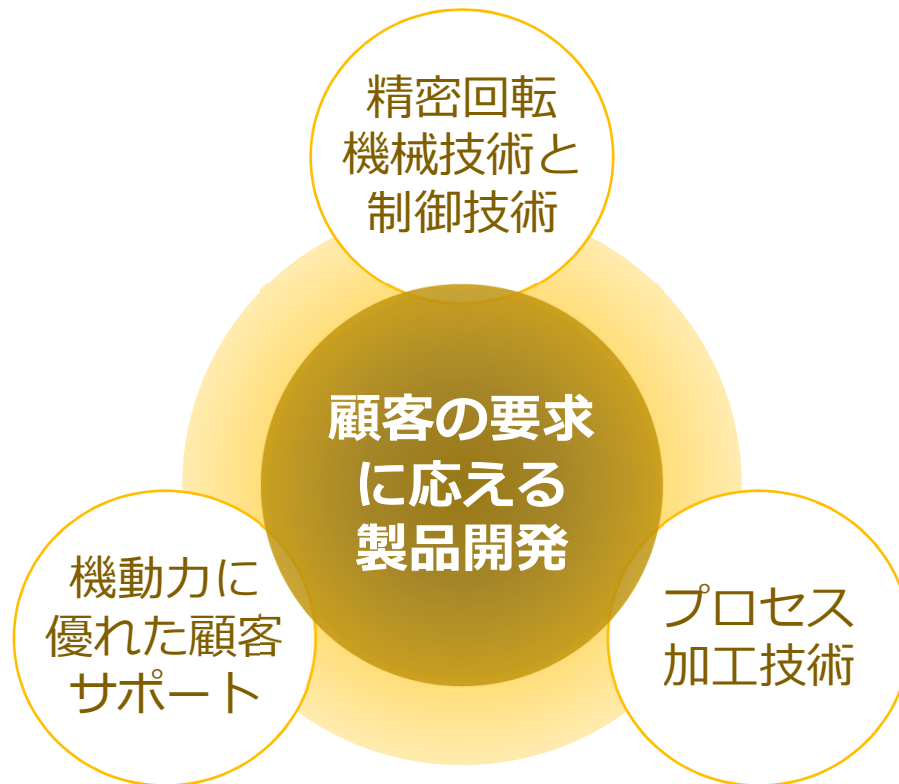 精密回転
機械技術と
制御技術
顧客の要求
に応える
製品開発
機動力に
優れた顧客
サポート
プロセス
加工技術